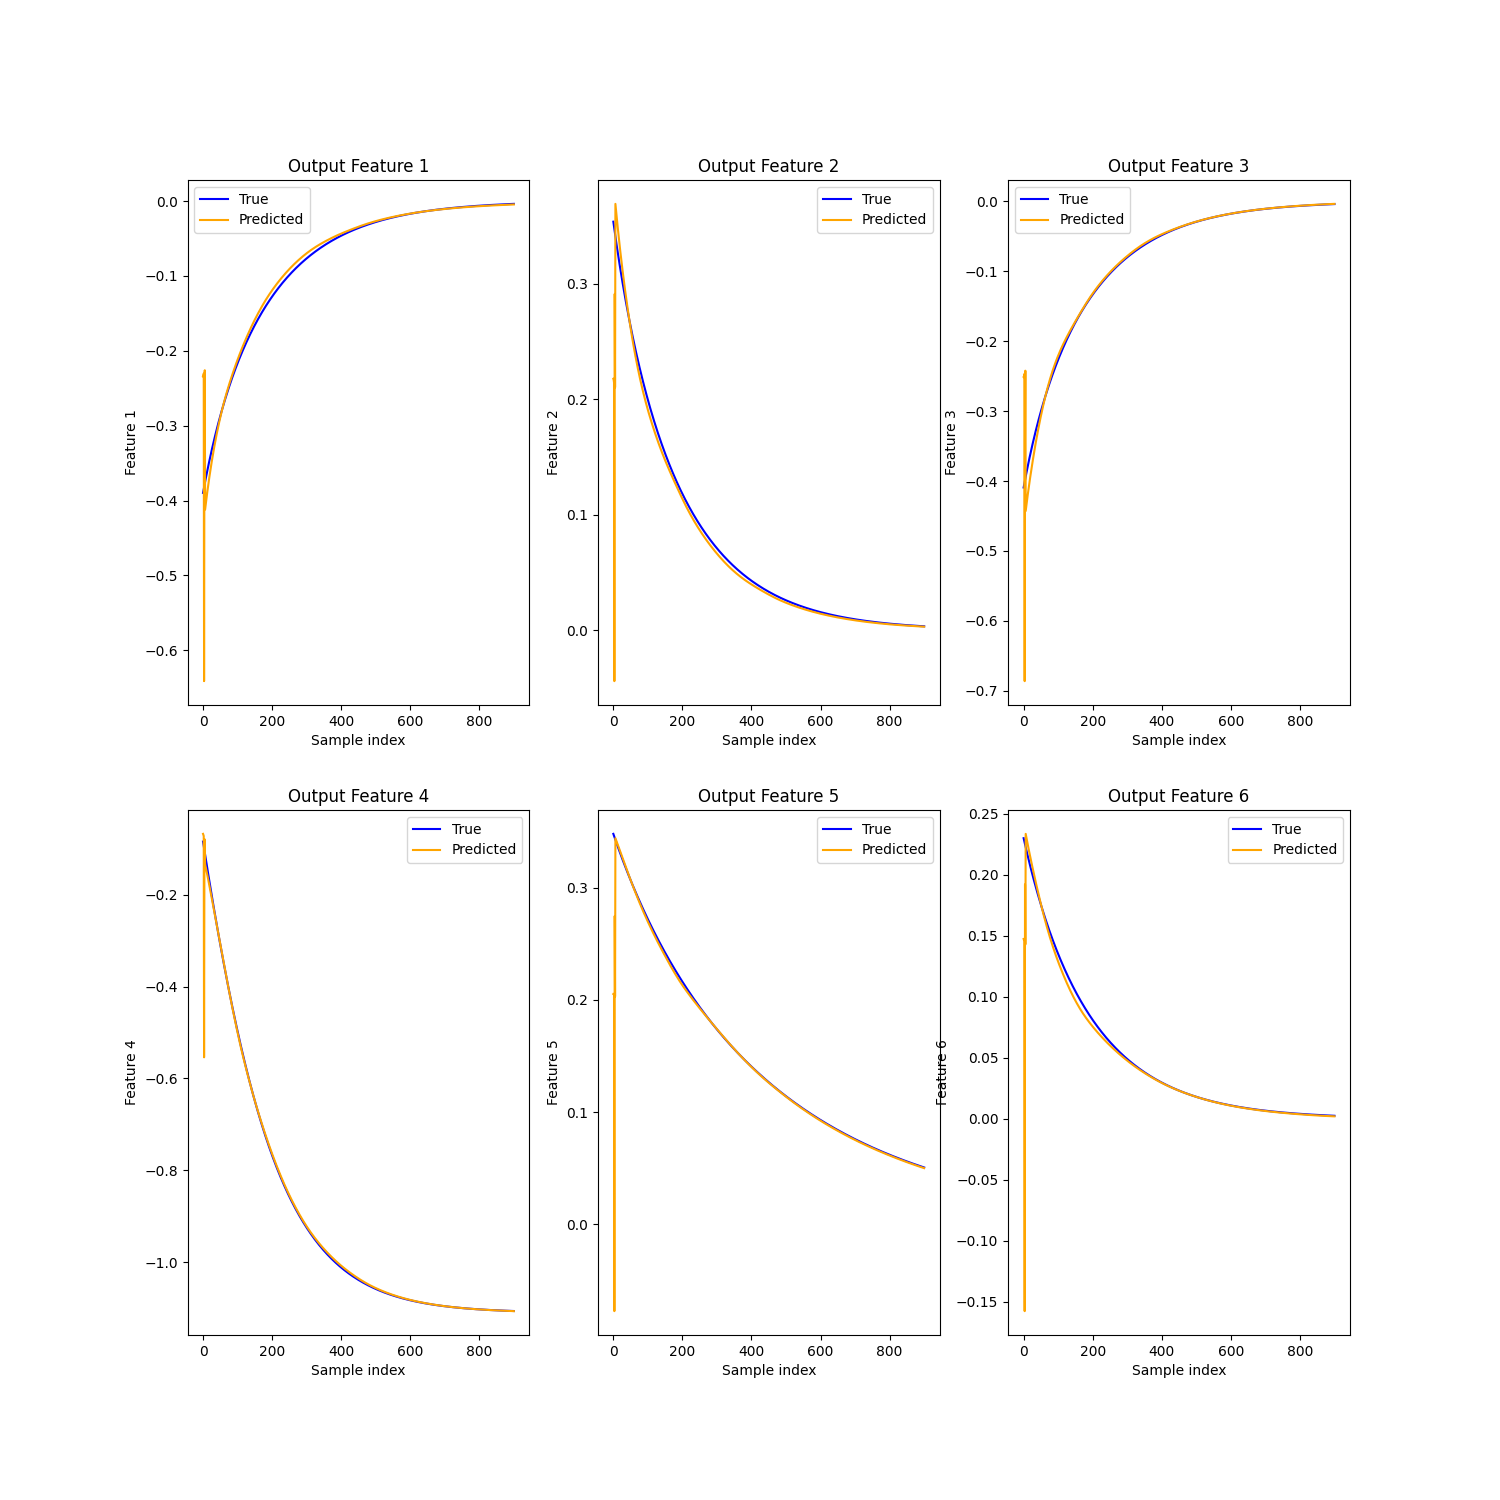 Output Feature 1
Output Feature 2
Output Feature 3
True
Predicted
True
Predicted
True
Predicted
0.0
−0.1
−0.2
−0.3
−0.4
−0.5
−0.6
Feature 1
0 200 400 600 800
Sample index
0.3
0.2
0.1
0.0
Feature 2
0 200 400 600 800
Sample index
0.0
−0.1
−0.2
−0.3
−0.4
−0.5
−0.6
−0.7
Feature 3
0 200 400 600 800
Sample index
Output Feature 4
Output Feature 5
Output Feature 6
True
Predicted
True
Predicted
True
Predicted
−0.2
−0.4
−0.6
−0.8
−1.0
Feature 4
0 200 400 600 800
Sample index
0.3
0.2
0.1
0.0
Feature 5
0 200 400 600 800
Sample index
0.25
0.20
0.15
0.10
0.05
0.00
−0.05
−0.10
−0.15
Feature 6
0 200 400 600 800
Sample index